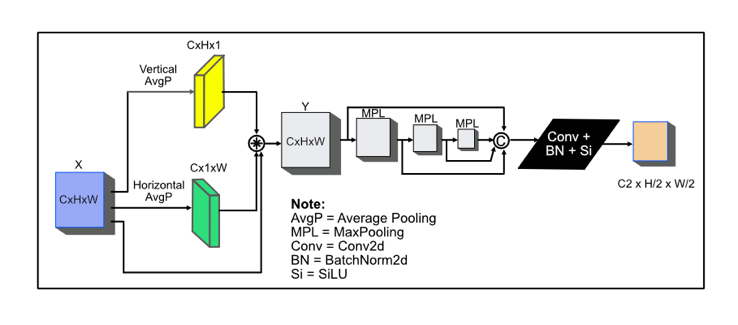 CxHx1
Vertical
AvgP
X
CxHxW
Horizontal
AvgP
Cx1xW
Y
CxHxW
MPL
MPL
MPL
C
Conv +
BN + Si
C2 x H/2 x W/2
Note:
AvgP = Average Pooling
MPL = MaxPooling
Conv = Conv2d
BN = BatchNorm2d
Si = SiLU